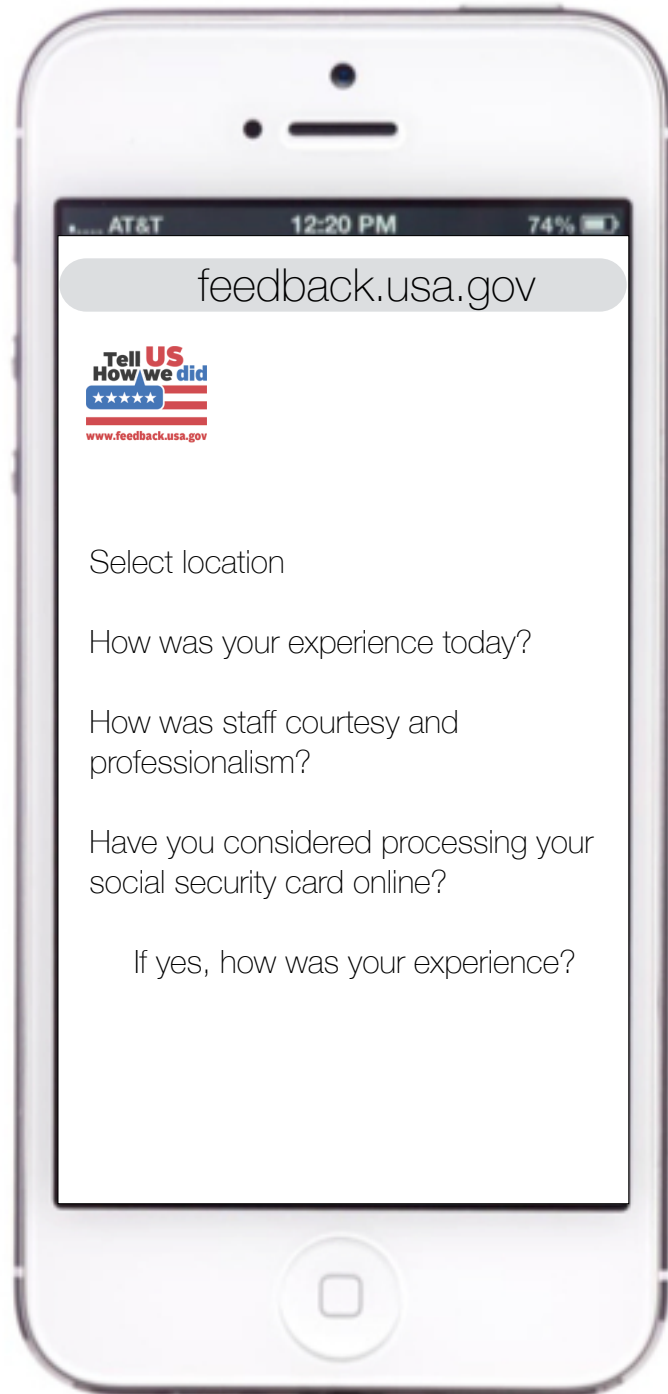 AT&T 12:20 PM 74%
feedback.usa.gov
Tell US
How we did
www.feedback.usa.gov
Select location
How was your experience today?
How was staff courtesy and
professionalism?
Have you considered processing your
social security card online?
If yes, how was your experience?